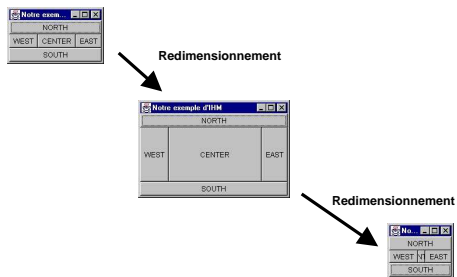 Notre exem...
NORTH
WEST CENTER EAST
SOUTH
Redimensionnement
Notre exemple d'IHM
NORTH
WEST CENTER EAST
SOUTH
Redimensionnement
No...
NORTH
WEST NT EAST
SOUTH